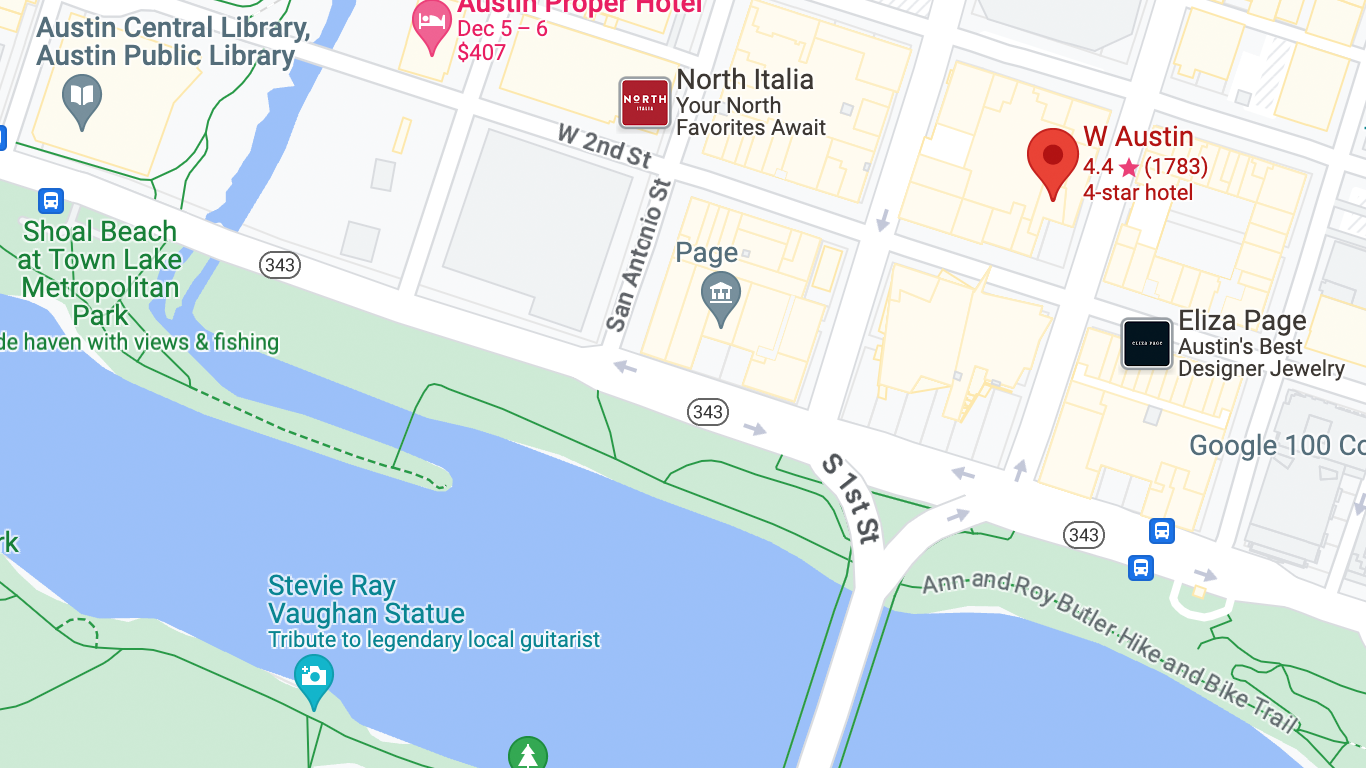 Austin Proper Hotel
Dec 5 – 6
$407
Austin Central Library,
Austin Public Library
North Italia
Your North
Favorites Await
NORTH
ITALIA
W 2nd St
W Austin
4.4 (1783)
4-star hotel
San Antonio St
Page
Shoal Beach
at Town Lake
Metropolitan
Park
de haven with views & fishing
343
Eliza Page
Austin's Best
Designer Jewelry
ELIZA PAGE
343
Google 100 Co
S 1st St
343
rk
Ann and Roy Butler Hike and Bike Trail
Stevie Ray
Vaughan Statue
Tribute to legendary local guitarist